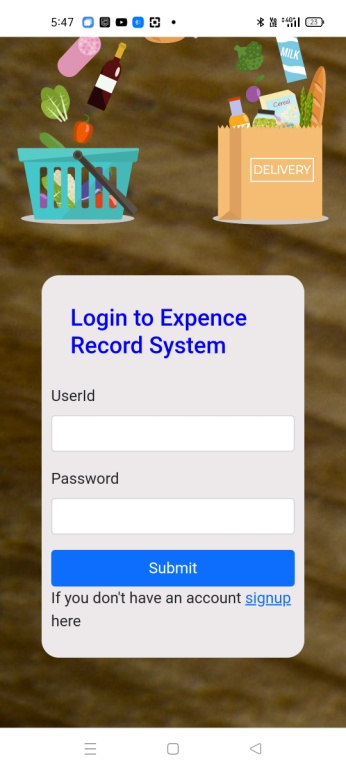 5:47
23
MILK
Cereal
DELIVERY
Login to Expence
Record System
UserId
Password
Submit
If you don't have an account signup
here